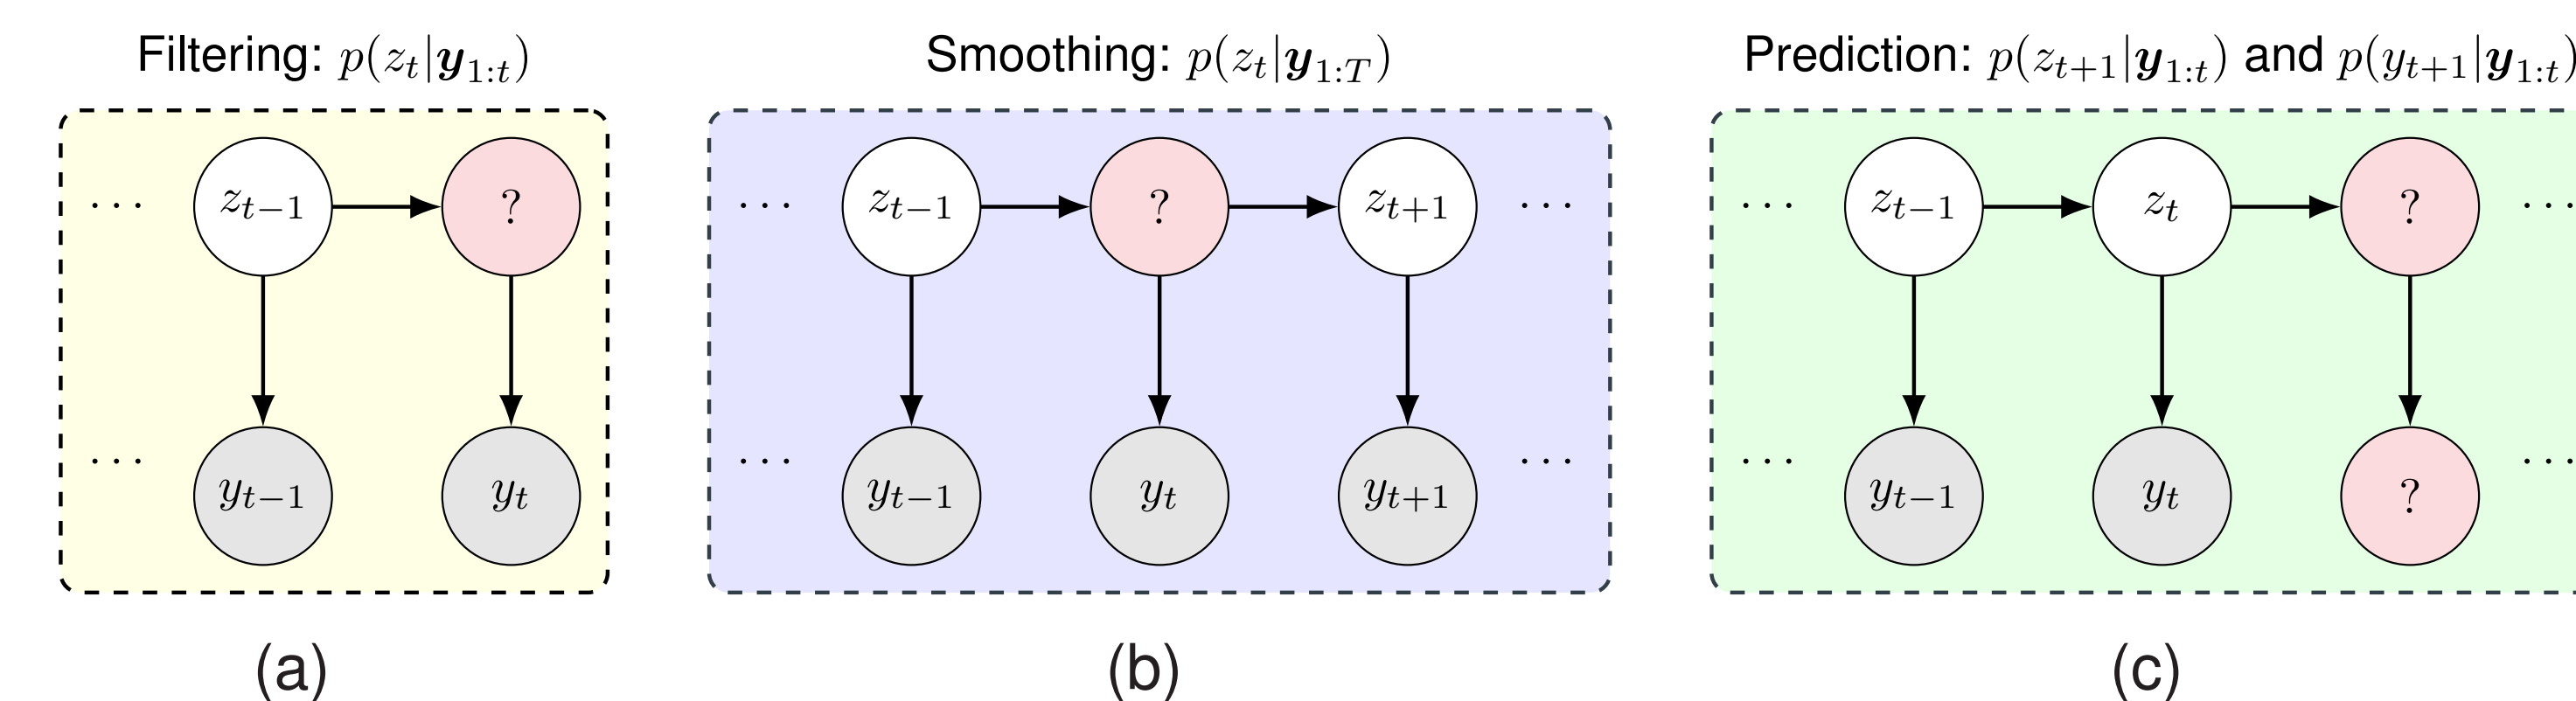 Filtering: p(z_t|y_{1:t})
Smoothing: p(z_t|y_{1:T})
Prediction: p(z_{t+1}|y_{1:t}) and p(y_{t+1}|y_{1:t})
··· z_{t−1} ?
··· y_{t−1} y_t
··· z_{t−1} ? z_{t+1} ···
··· y_{t−1} y_t y_{t+1} ···
··· z_{t−1} z_t ? ···
··· y_{t−1} y_t ? ···
(a)
(b)
(c)